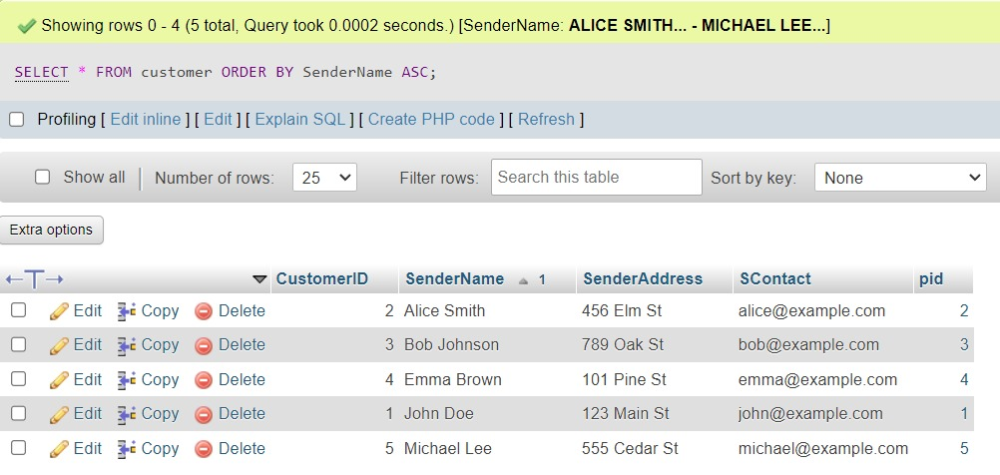 Showing rows 0 - 4 (5 total, Query took 0.0002 seconds.) [SenderName: ALICE SMITH... - MICHAEL LEE...]
SELECT * FROM customer ORDER BY SenderName ASC;
Profiling [ Edit inline ] [ Edit ] [ Explain SQL ] [ Create PHP code ] [ Refresh ]
Show all Number of rows: 25 Filter rows: Search this table Sort by key: None
Extra options
←T→ CustomerID SenderName 1 SenderAddress SContact pid
Edit Copy Delete 2 Alice Smith 456 Elm St alice@example.com 2
Edit Copy Delete 3 Bob Johnson 789 Oak St bob@example.com 3
Edit Copy Delete 4 Emma Brown 101 Pine St emma@example.com 4
Edit Copy Delete 1 John Doe 123 Main St john@example.com 1
Edit Copy Delete 5 Michael Lee 555 Cedar St michael@example.com 5